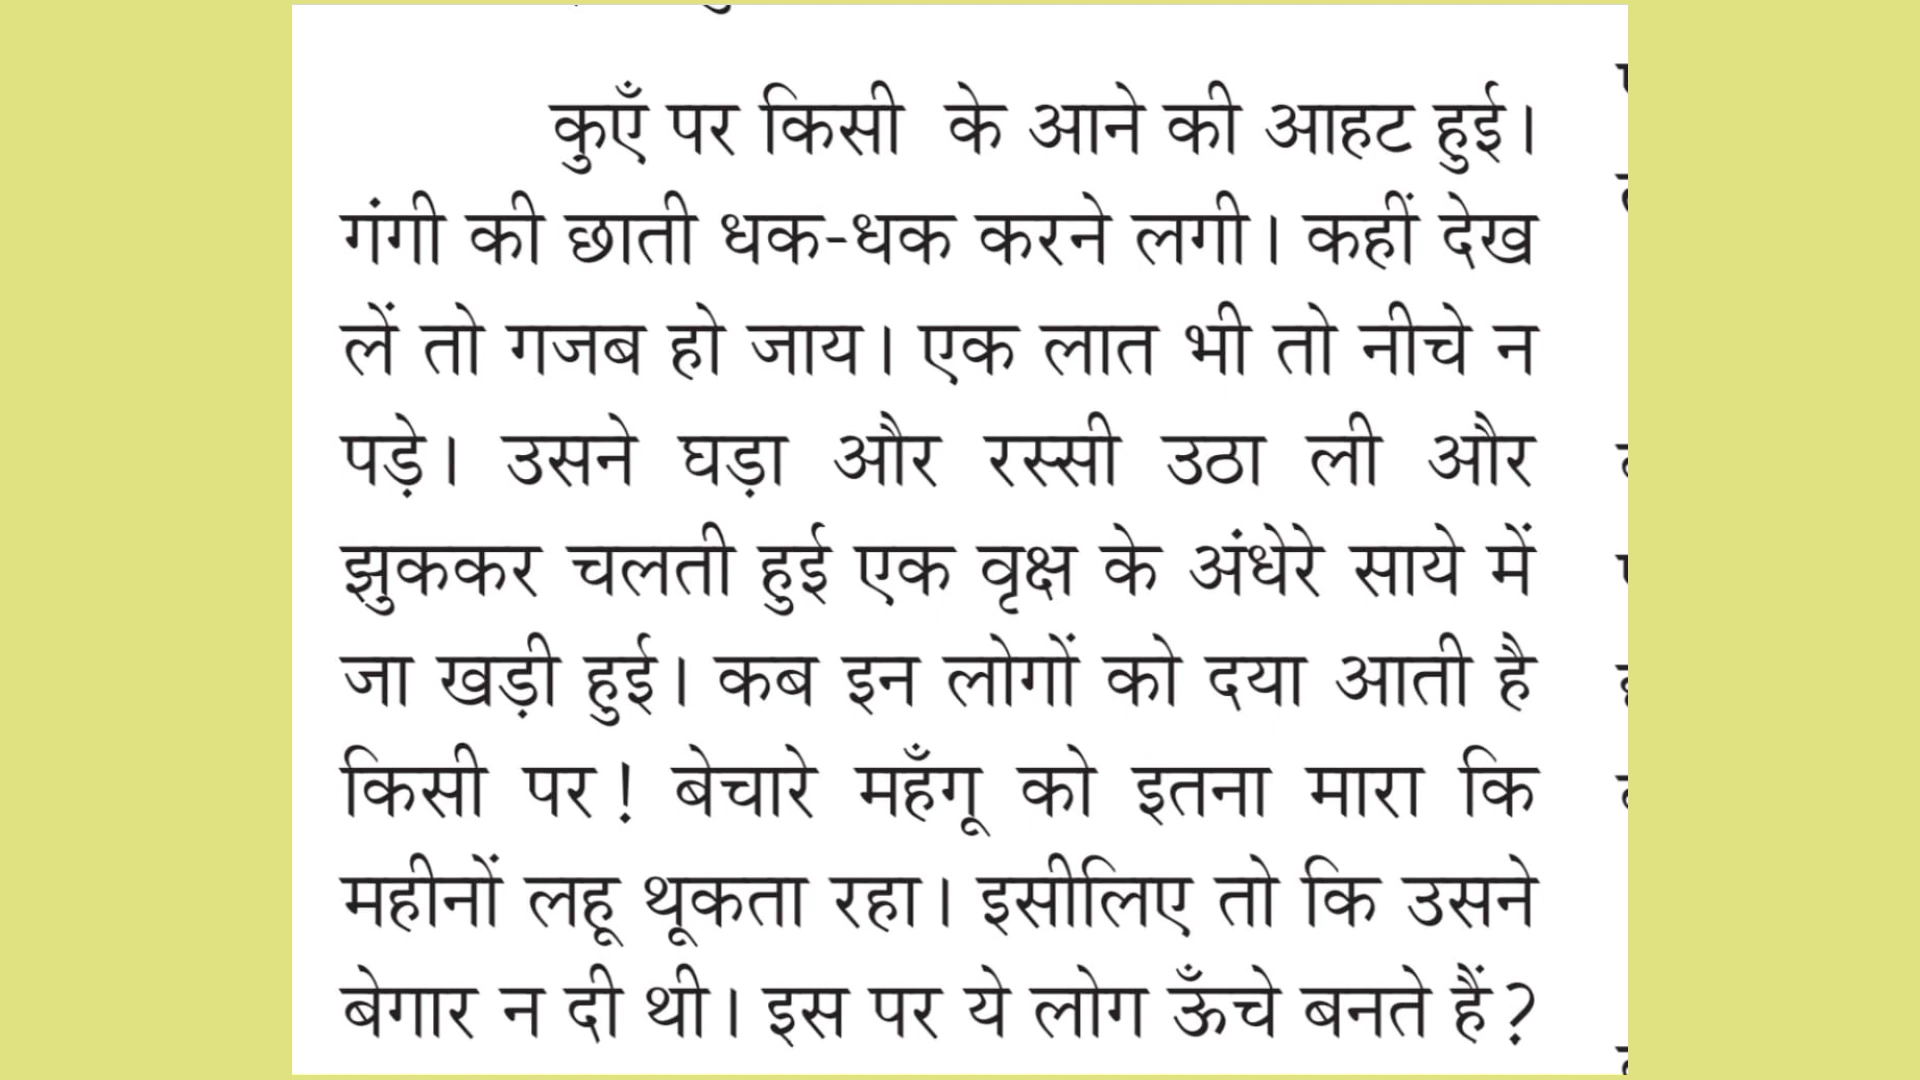 कुएँ पर किसी के आने की आहट हुई।
गंगी की छाती धक-धक करने लगी। कहीं देख
लें तो गजब हो जाय। एक लात भी तो नीचे न
पड़े। उसने घड़ा और रस्सी उठा ली और
झुककर चलती हुई एक वृक्ष के अंधेरे साये में
जा खड़ी हुई। कब इन लोगों को दया आती है
किसी पर! बेचारे महँगू को इतना मारा कि
महीनों लहू थूकता रहा। इसीलिए तो कि उसने
बेगार न दी थी। इस पर ये लोग ऊँचे बनते हैं?